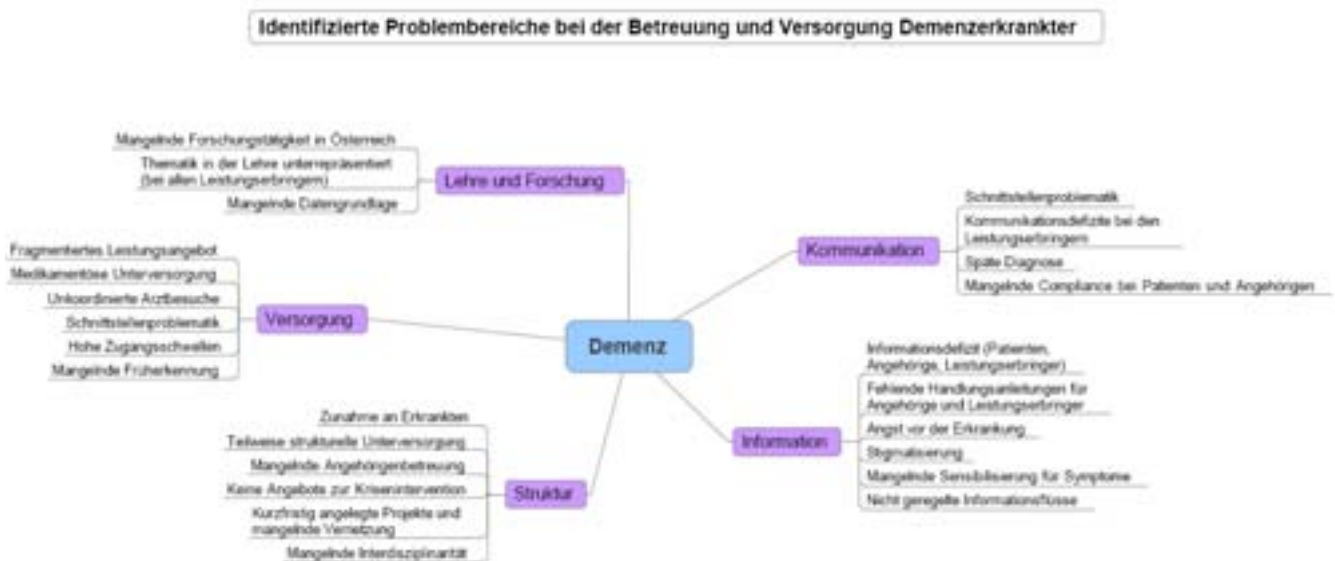 Identifizierte Problembereiche bei der Betreuung und Versorgung Demenzerkrankter
Mangelnde Forschungstätigkeit in Österreich
Thematik in der Lehre unterrepräsentiert
(bei allen Leistungserbringern)
Mangelnde Datengrundlage
Lehre und Forschung
Fragmentiertes Leistungsangebot
Medikamentöse Unterversorgung
Unkoordinierte Arztbesuche
Schnittstellenproblematik
Hohe Zugangsschwellen
Mangelnde Früherkennung
Versorgung
Demenz
Kommunikation
Schnittstellenproblematik
Kommunikationsdefizite bei den
Leistungserbringern
Späte Diagnose
Mangelnde Compliance bei Patienten und Angehörigen
Information
Informationsdefizit (Patienten,
Angehörige, Leistungserbringer)
Fehlende Handlungsanleitungen für
Angehörige und Leistungserbringer
Angst vor der Erkrankung
Stigmatisierung
Mangelnde Sensibilisierung für Symptome
Nicht geregelte Informationsflüsse
Zunahme an Erkrankten
Teilweise strukturelle Unterversorgung
Mangelnde Angehörgenbetreuung
Keine Angebote zur Krisenintervention
Kurzfristig angelegte Projekte und
mangelnde Vernetzung
Mangelnde Interdisziplinarität
Struktur